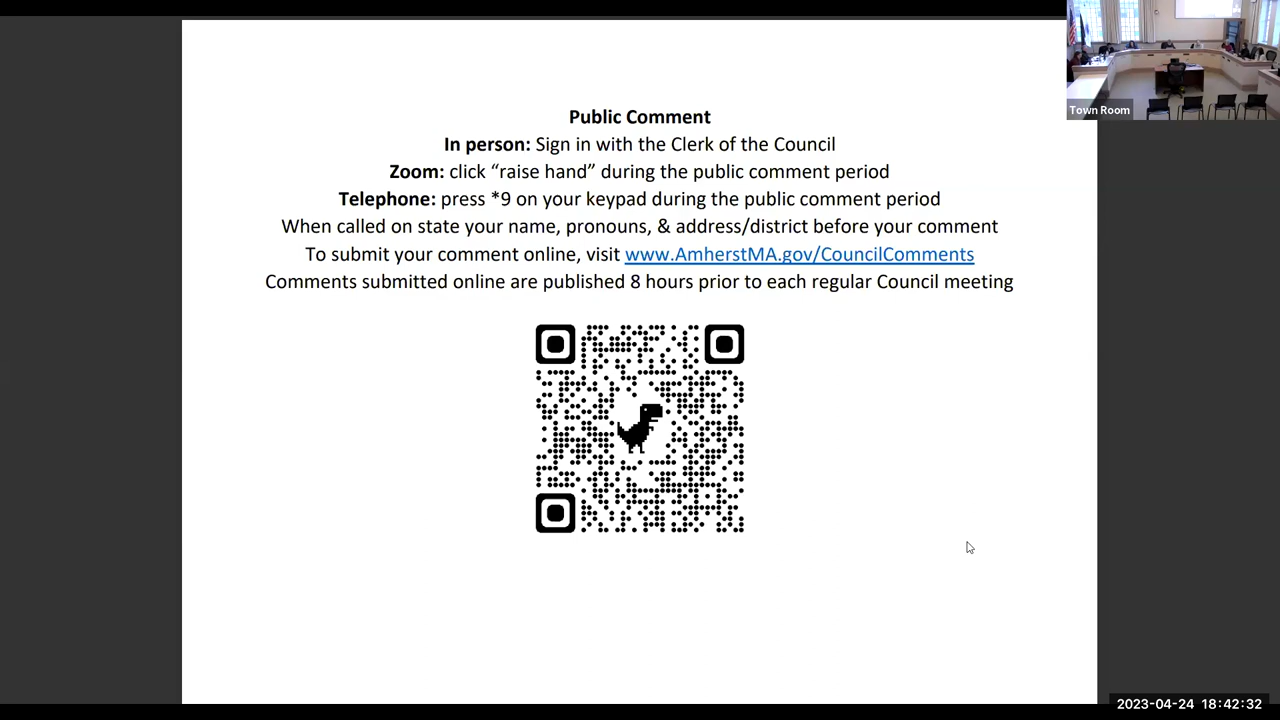 Public Comment
In person: Sign in with the Clerk of the Council
Zoom: click “raise hand” during the public comment period
Telephone: press *9 on your keypad during the public comment period
When called on state your name, pronouns, & address/district before your comment
To submit your comment online, visit www.AmherstMA.gov/CouncilComments
Comments submitted online are published 8 hours prior to each regular Council meeting
Town Room
2023-04-24 18:42:32